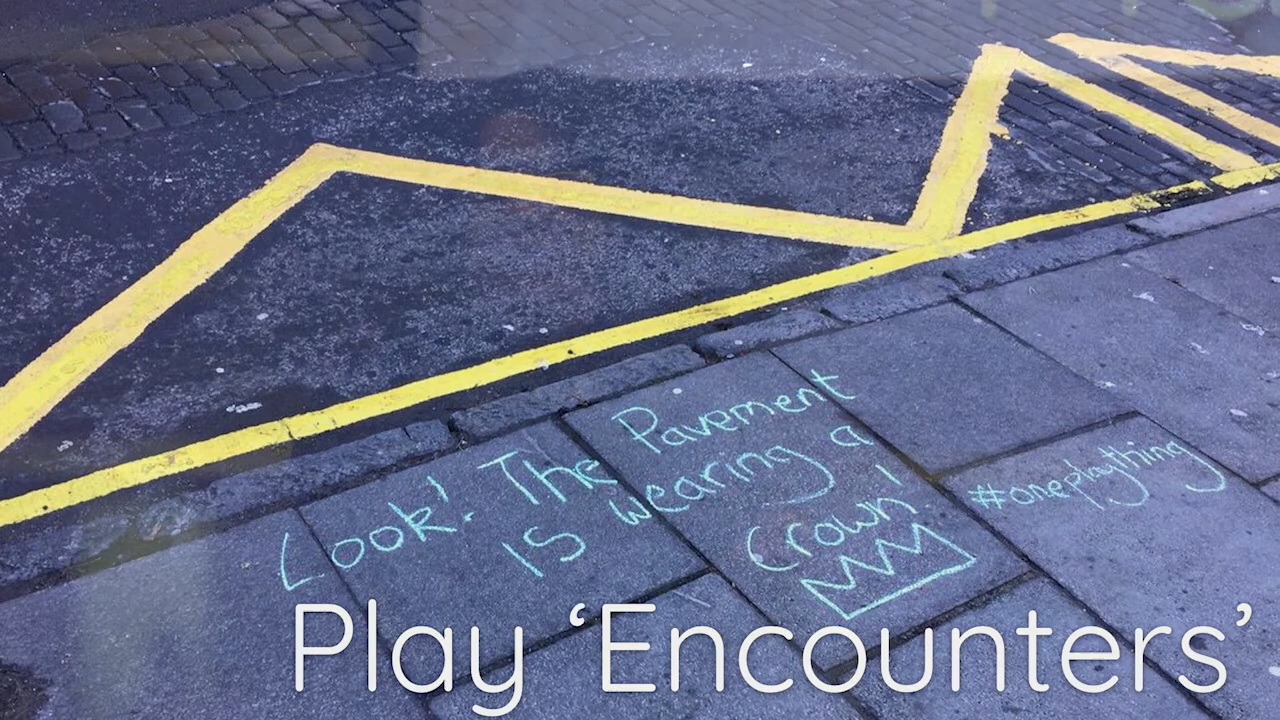 Look! The Pavement
is wearing a
crown!
#oneplaything
Play ‘Encounters’